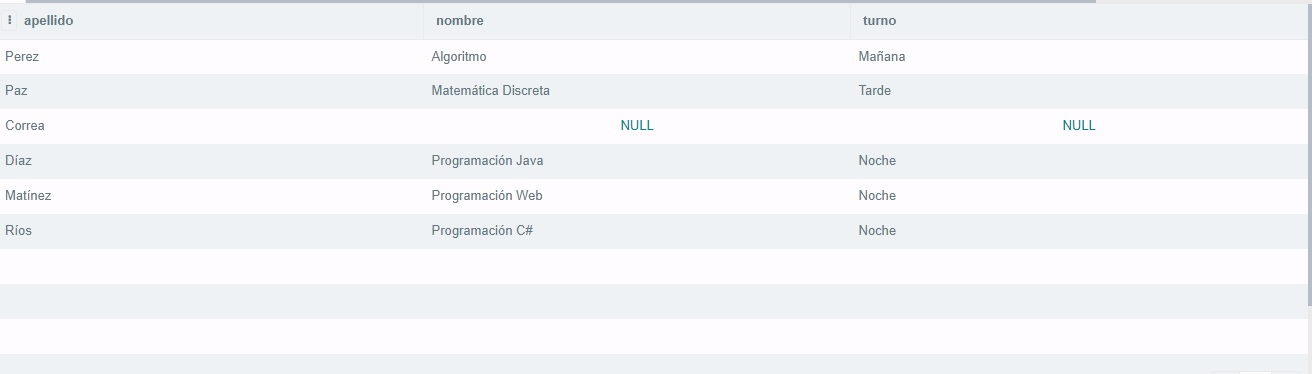 apellido nombre turno
Perez Algoritmo Mañana
Paz Matemática Discreta Tarde
Correa NULL NULL
Díaz Programación Java Noche
Matínez Programación Web Noche
Ríos Programación C# Noche